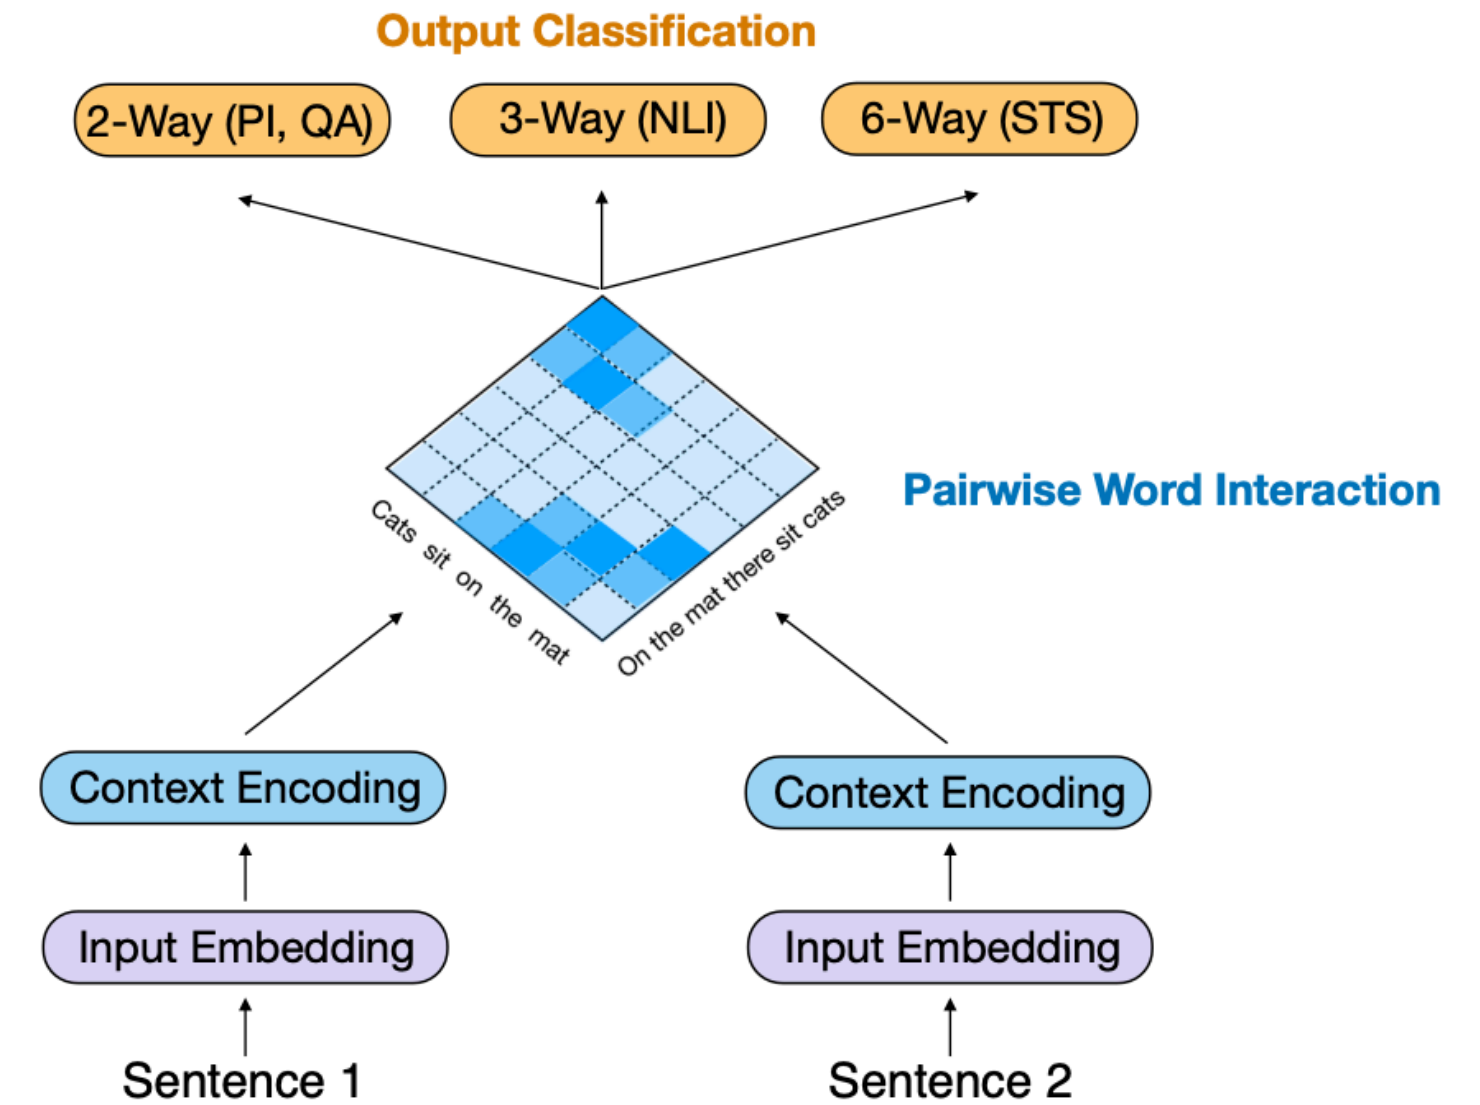 Output Classification
2-Way (PI, QA)
3-Way (NLI)
6-Way (STS)
Pairwise Word Interaction
Cats sit on the mat
On the mat there sit cats
Context Encoding
Context Encoding
Input Embedding
Input Embedding
Sentence 1
Sentence 2